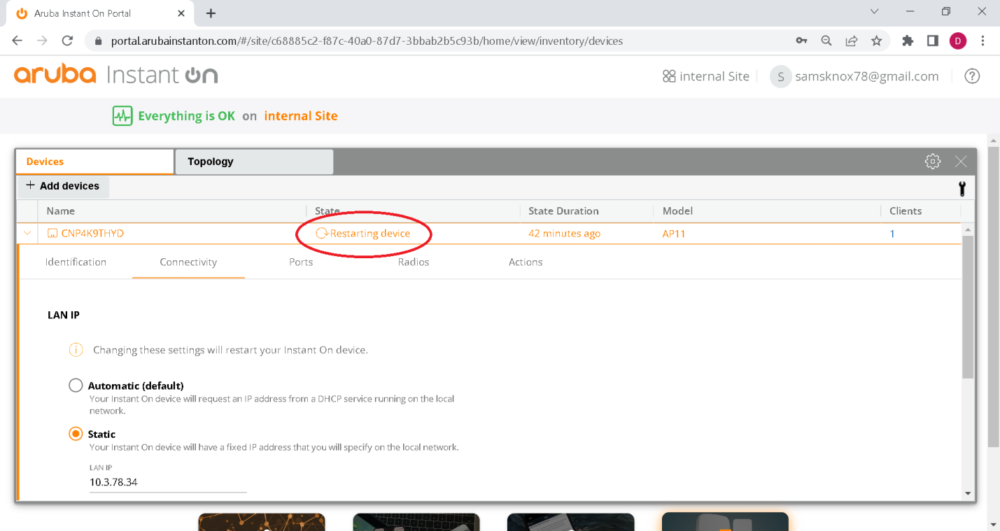 Aruba Instant On Portal
portal.arubainstanton.com/#/site/c68885c2-f87c-40a0-87d7-3bbab2b5c93b/home/view/inventory/devices
D
aruba Instant On
internal Site
S samsknox78@gmail.com
?
Everything is OK on internal Site
Devices
Topology
+ Add devices
Name State State Duration Model Clients
CNP4K9THYD Restarting device 42 minutes ago AP11 1
Identification Connectivity Ports Radios Actions
LAN IP
Changing these settings will restart your Instant On device.
Automatic (default)
Your Instant On device will request an IP address from a DHCP service running on the local
network.
Static
Your Instant On device will have a fixed IP address that you will specify on the local network.
LAN IP
10.3.78.34